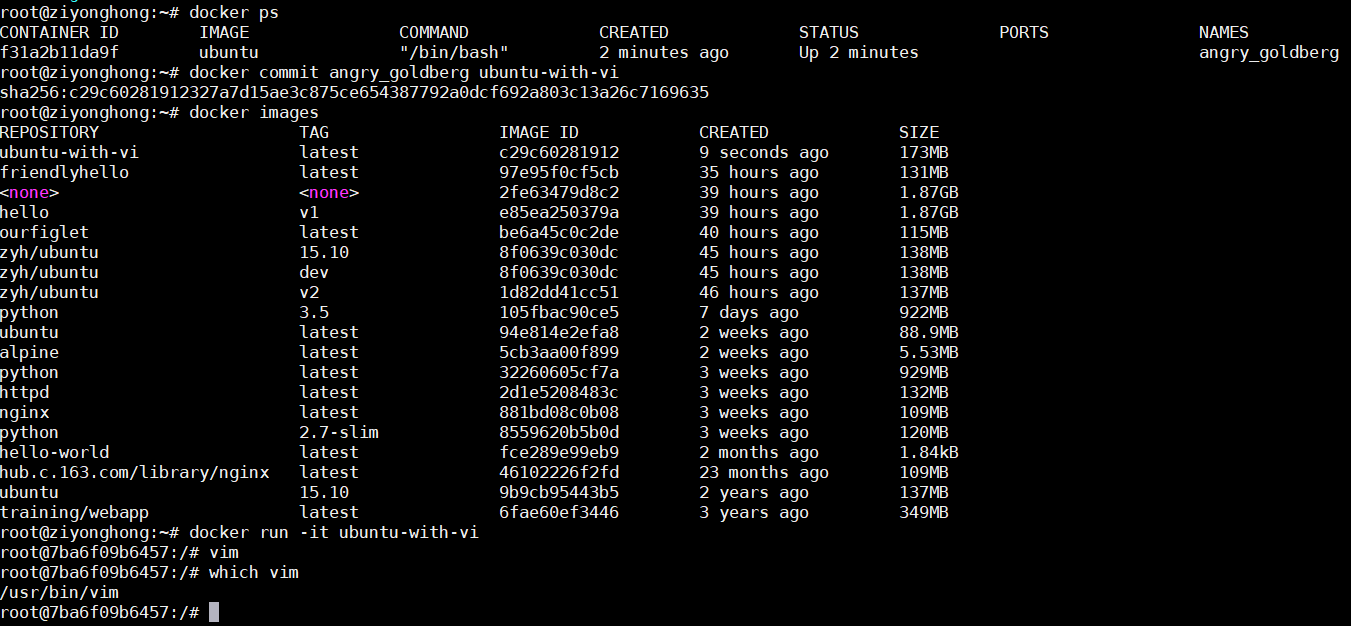 root@ziyonghong:~# docker ps
CONTAINER ID        IMAGE               COMMAND             CREATED             STATUS              PORTS               NAMES
f31a2b11da9f        ubuntu              "/bin/bash"         2 minutes ago       Up 2 minutes                            angry_goldberg
root@ziyonghong:~# docker commit angry_goldberg ubuntu-with-vi
sha256:c29c60281912327a7d15ae3c875ce654387792a0dcf692a803c13a26c7169635
root@ziyonghong:~# docker images
REPOSITORY                    TAG                 IMAGE ID            CREATED             SIZE
ubuntu-with-vi                latest              c29c60281912        9 seconds ago       173MB
friendlyhello                 latest              97e95f0cf5cb        35 hours ago        131MB
<none>                        <none>              2fe63479d8c2        39 hours ago        1.87GB
hello                         v1                  e85ea250379a        39 hours ago        1.87GB
ourfiglet                     latest              be6a45c0c2de        40 hours ago        115MB
zyh/ubuntu                    15.10               8f0639c030dc        45 hours ago        138MB
zyh/ubuntu                    dev                 8f0639c030dc        45 hours ago        138MB
zyh/ubuntu                    v2                  1d82dd41cc51        46 hours ago        137MB
python                        3.5                 105fbac90ce5        7 days ago          922MB
ubuntu                        latest              94e814e2efa8        2 weeks ago         88.9MB
alpine                        latest              5cb3aa00f899        2 weeks ago         5.53MB
python                        latest              32260605cf7a        3 weeks ago         929MB
httpd                         latest              2d1e5208483c        3 weeks ago         132MB
nginx                         latest              881bd08c0b08        3 weeks ago         109MB
python                        2.7-slim            8559620b5b0d        3 weeks ago         120MB
hello-world                   latest              fce289e99eb9        2 months ago        1.84kB
hub.c.163.com/library/nginx   latest              46102226f2fd        23 months ago       109MB
ubuntu                        15.10               9b9cb95443b5        2 years ago         137MB
training/webapp               latest              6fae60ef3446        3 years ago         349MB
root@ziyonghong:~# docker run -it ubuntu-with-vi
root@7ba6f09b6457:/# vim
root@7ba6f09b6457:/# which vim
/usr/bin/vim
root@7ba6f09b6457:/#